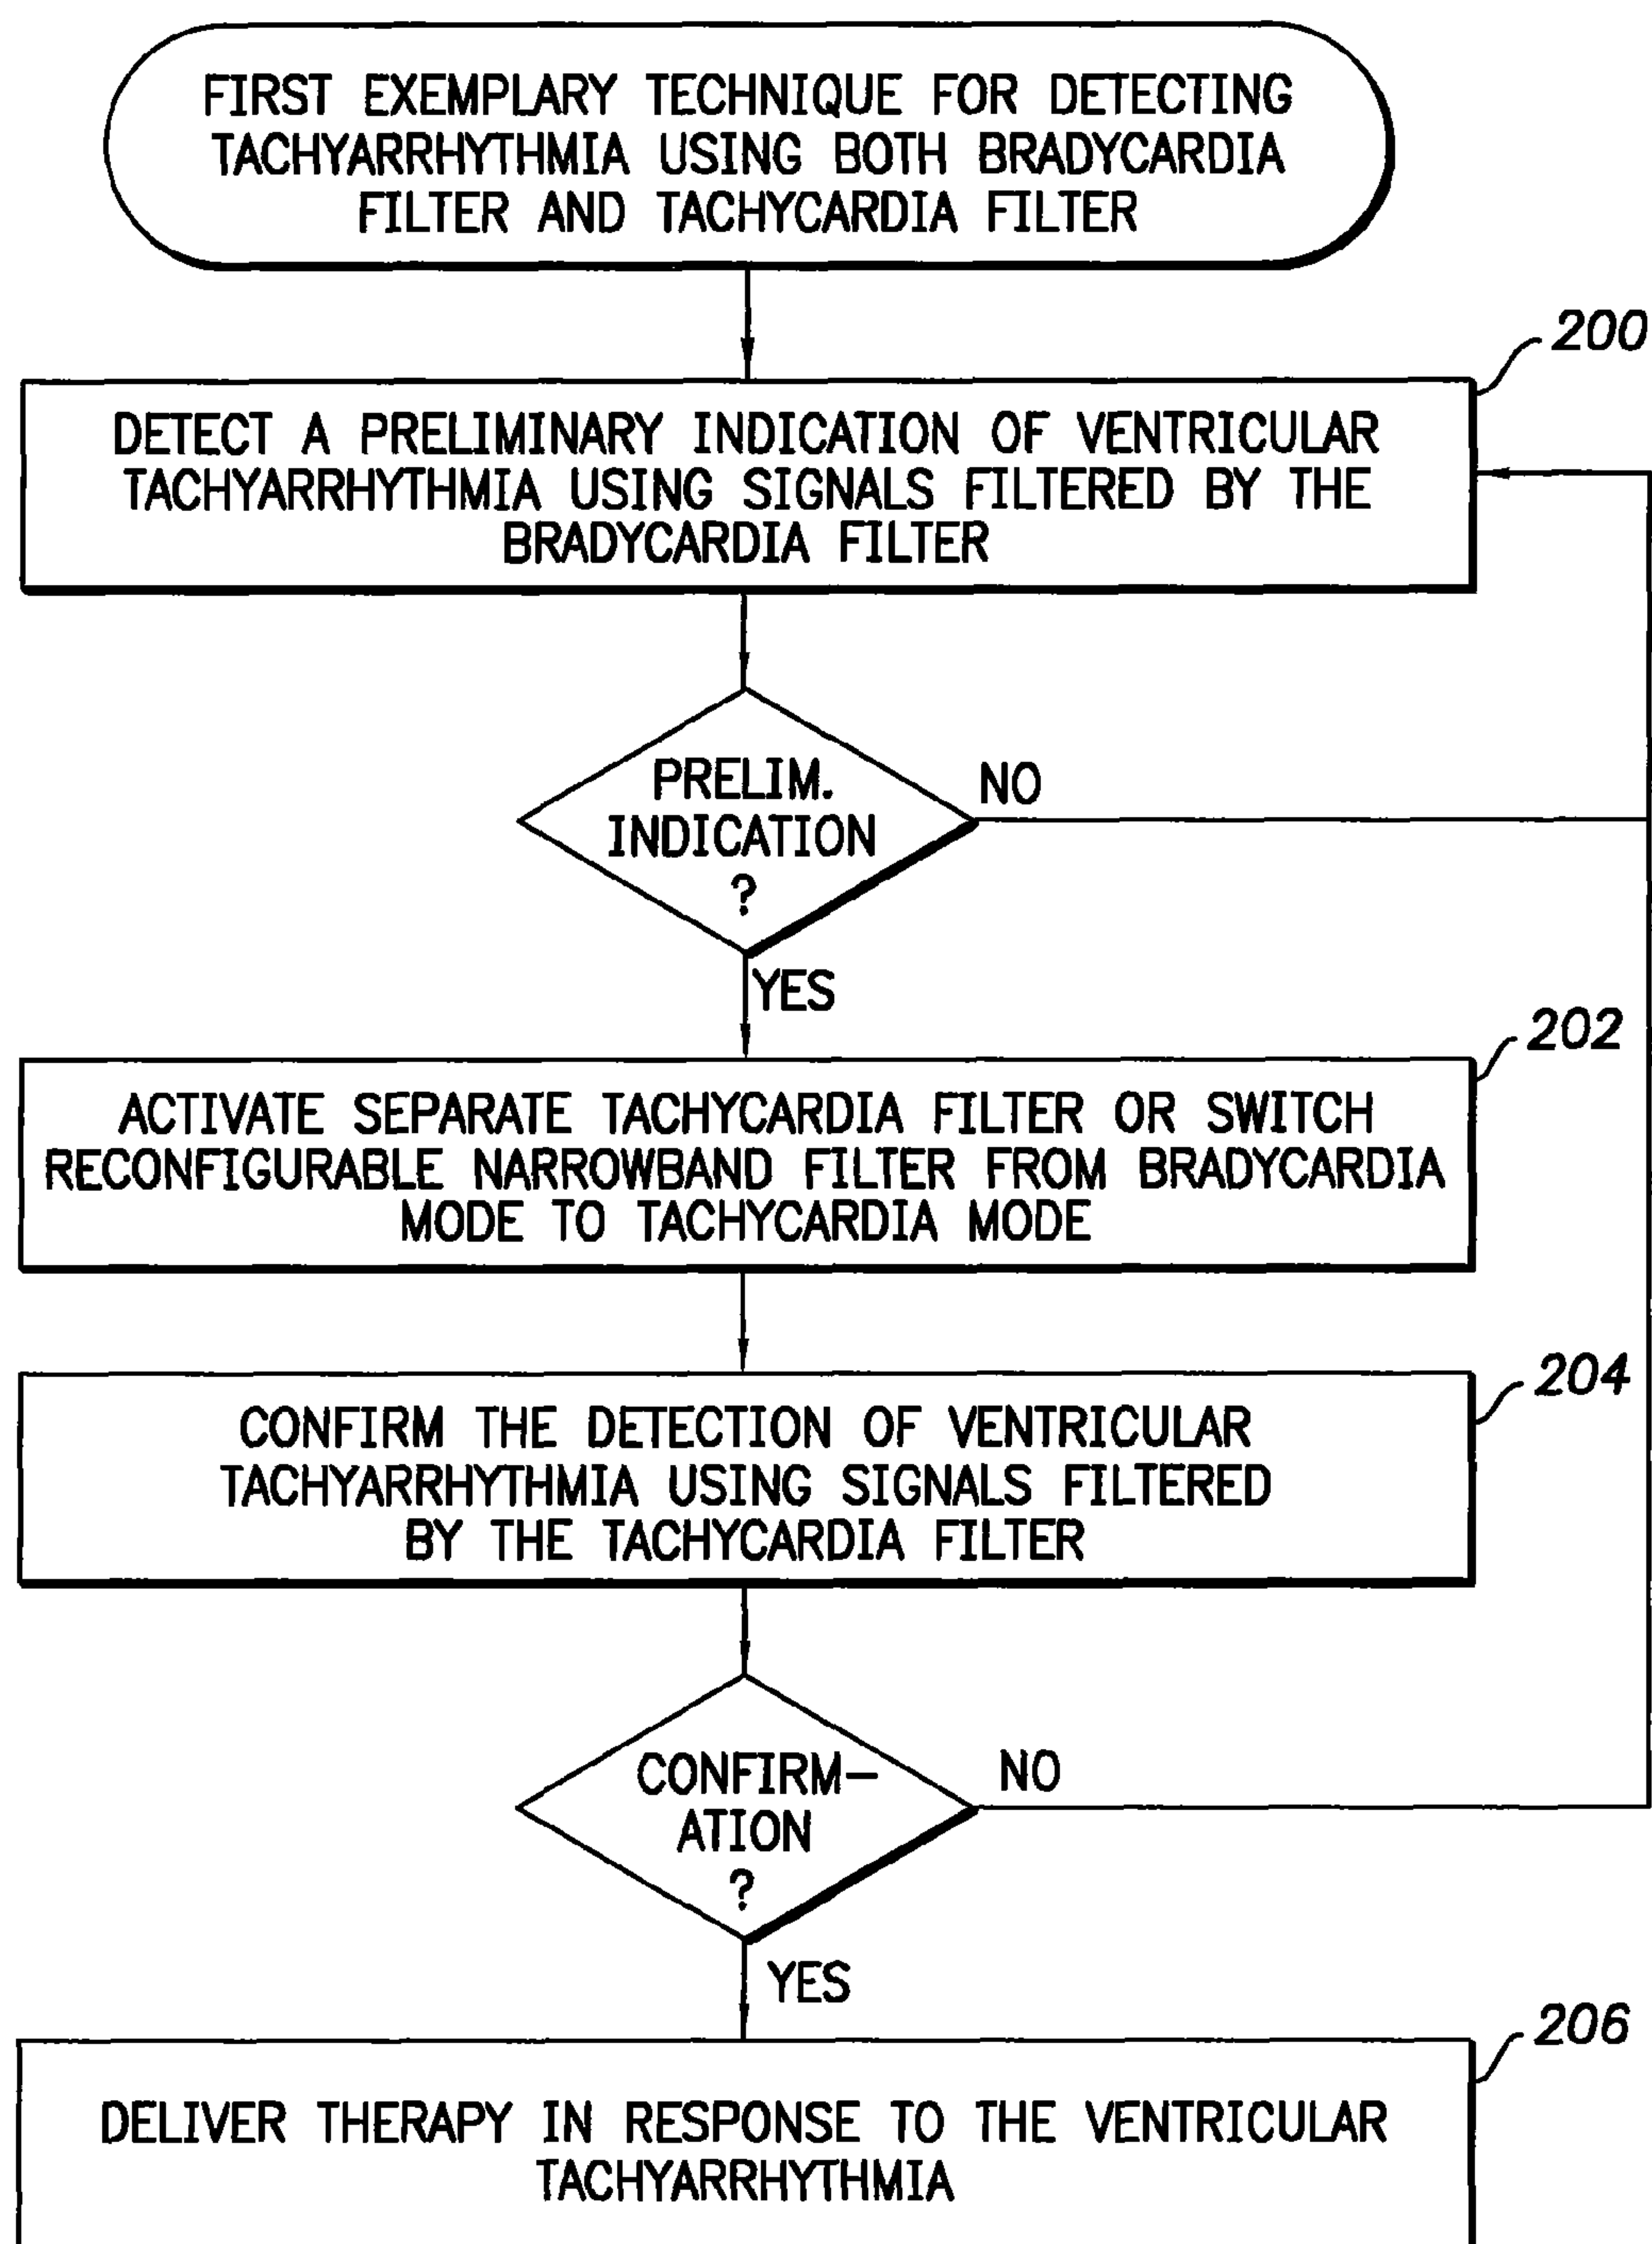 FIRST EXEMPLARY TECHNIQUE FOR DETECTING
TACHYARRHYTHMIA USING BOTH BRADYCARDIA
FILTER AND TACHYCARDIA FILTER
200
DETECT A PRELIMINARY INDICATION OF VENTRICULAR
TACHYARRHYTHMIA USING SIGNALS FILTERED BY THE
BRADYCARDIA FILTER
PRELIM.
INDICATION
?
NO
YES
202
ACTIVATE SEPARATE TACHYCARDIA FILTER OR SWITCH
RECONFIGURABLE NARROWBAND FILTER FROM BRADYCARDIA
MODE TO TACHYCARDIA MODE
204
CONFIRM THE DETECTION OF VENTRICULAR
TACHYARRHYTHMIA USING SIGNALS FILTERED
BY THE TACHYCARDIA FILTER
CONFIRM-
ATION
?
NO
YES
206
DELIVER THERAPY IN RESPONSE TO THE VENTRICULAR
TACHYARRHYTHMIA